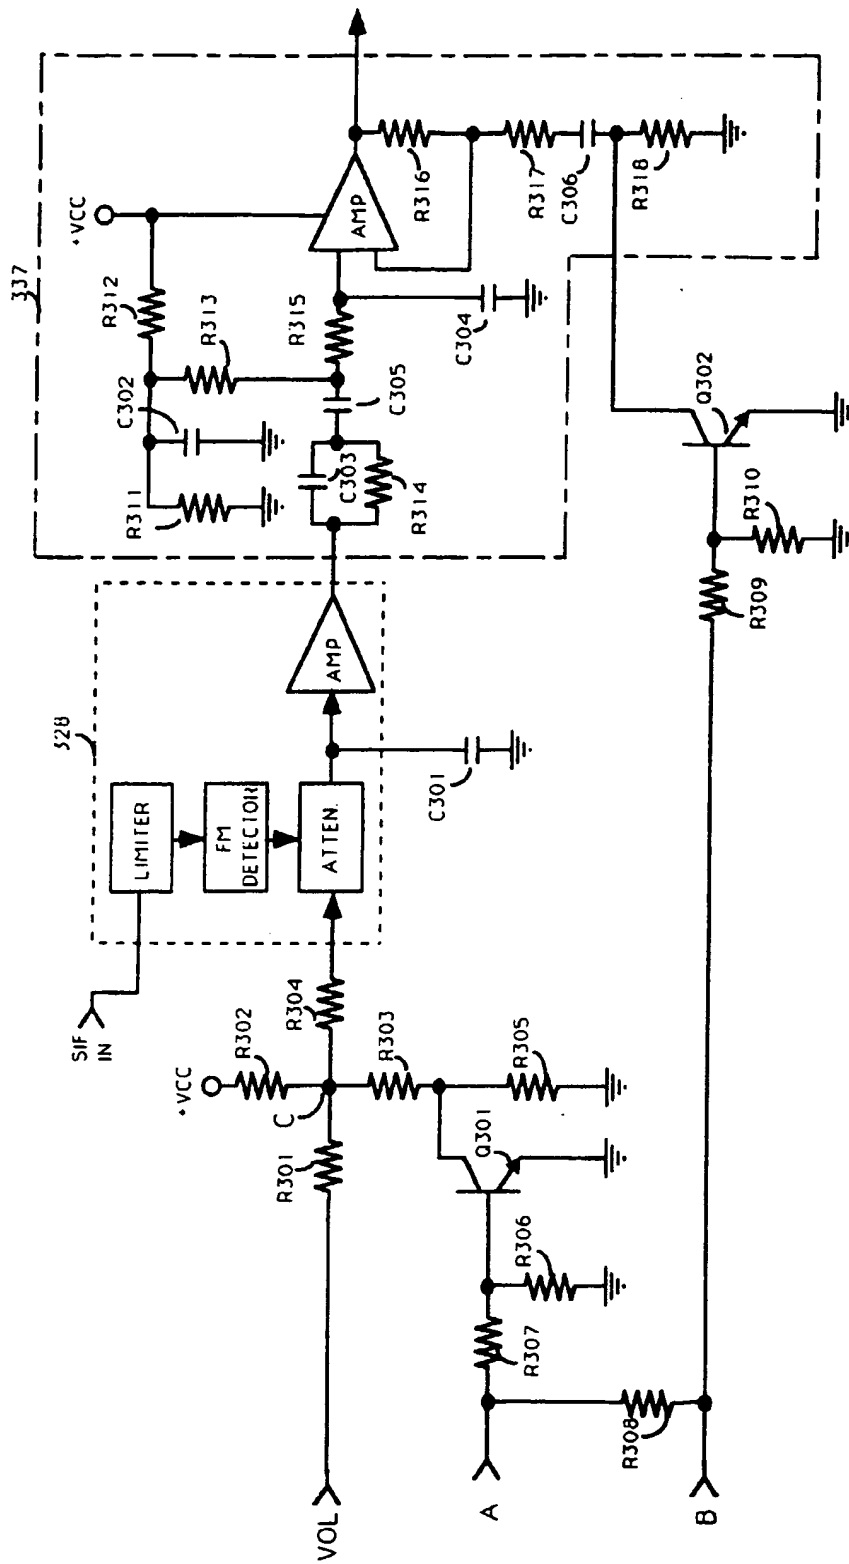 337
+VCC
R312
R313
C302
R311
R315
C305
C303
R314
C304
AMP
R316
R317
C306
R318
328
SIF
IN
LIMITER
FM
DETECTOR
ATTEN.
AMP
C301
Q302
R310
R309
+VCC
R302
R304
C
R301
R303
R305
Q301
R306
R307
R308
VOL
A
B